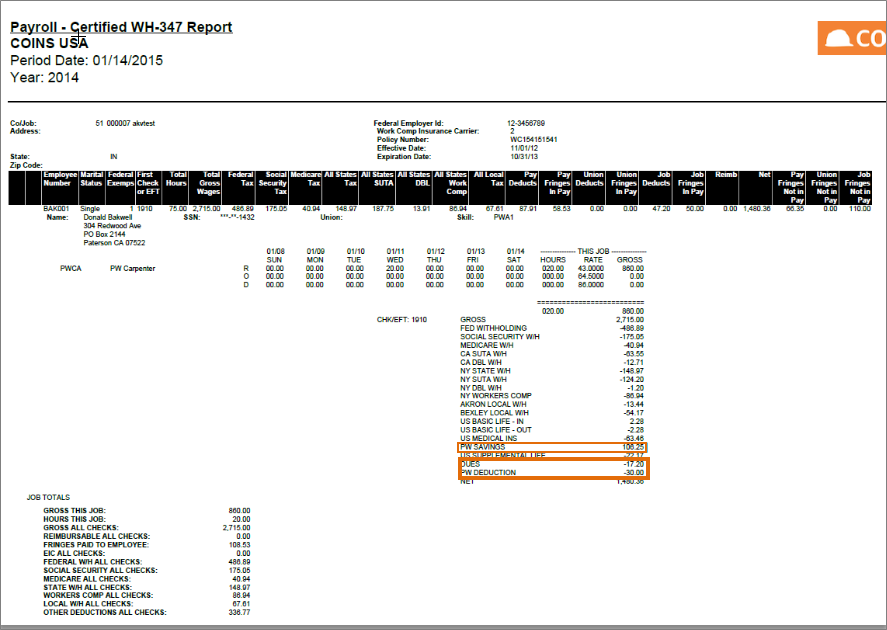 Payroll - Certified WH-347 Report
COINS USA
Period Date: 01/14/2015
Year: 2014
CO
Co/Job: 51 000007 akvtest Federal Employer Id: 12-3456789
Address: Work Comp Insurance Carrier: 2
Policy Number: WC154151541
Effective Date: 11/01/12
State: IN Expiration Date: 10/31/13
Zip Code:
Employee Number Marital Status Federal Exemps First Check or EFT Total Hours Total Gross Wages Federal Tax Social Security Tax Medicare Tax All States Tax All States SUTA All States DBL All States Work Comp All Local Tax Pay Deducts Pay Fringes In Pay Union Deducts Union Fringes In Pay Job Deducts Job Fringes In Pay Reimb Net Pay Fringes Not in Pay Union Fringes Not in Pay Job Fringes Not in Pay
BAK001 Single 1 1910 75.00 2,715.00 486.89 175.05 40.94 148.97 187.75 13.91 86.94 67.61 87.91 58.53 0.00 0.00 47.20 50.00 0.00 1,480.36 66.35 0.00 110.00
Name: Donald Bakwell SSN: ***-**-1432 Union: Skill: PWA1
304 Redwood Ave
PO Box 2144
Paterson CA 07522
01/08 01/09 01/10 01/11 01/12 01/13 01/14 --------------- THIS JOB ---------------
SUN MON TUE WED THU FRI SAT HOURS RATE GROSS
PWCA PW Carpenter R 00.00 00.00 00.00 20.00 00.00 00.00 00.00 020.00 43.0000 860.00
O 00.00 00.00 00.00 00.00 00.00 00.00 00.00 000.00 64.5000 0.00
D 00.00 00.00 00.00 00.00 00.00 00.00 00.00 000.00 86.0000 0.00
==========================
020.00 860.00
CHK/EFT: 1910 GROSS 2,715.00
FED WITHHOLDING -486.89
SOCIAL SECURITY W/H -175.05
MEDICARE W/H -40.94
CA SUTA W/H -63.55
CA DBL W/H -12.71
NY STATE W/H -148.97
NY SUTA W/H -124.20
NY DBL W/H -1.20
NY WORKERS COMP -86.94
AKRON LOCAL W/H -13.44
BEXLEY LOCAL W/H -54.17
US BASIC LIFE - IN 2.28
US BASIC LIFE - OUT -2.28
US MEDICAL INS -63.46
PW SAVINGS 106.25
US SUPPLEMENTAL LIFE -22.17
DUES -17.20
PW DEDUCTION -30.00
NET 1,480.36
JOB TOTALS
GROSS THIS JOB: 860.00
HOURS THIS JOB: 20.00
GROSS ALL CHECKS: 2,715.00
REIMBURSABLE ALL CHECKS: 0.00
FRINGES PAID TO EMPLOYEE: 108.53
EIC ALL CHECKS: 0.00
FEDERAL W/H ALL CHECKS: 486.89
SOCIAL SECURITY ALL CHECKS: 175.05
MEDICARE ALL CHECKS: 40.94
STATE W/H ALL CHECKS: 148.97
WORKERS COMP ALL CHECKS: 86.94
LOCAL W/H ALL CHECKS: 67.61
OTHER DEDUCTIONS ALL CHECKS: 336.77